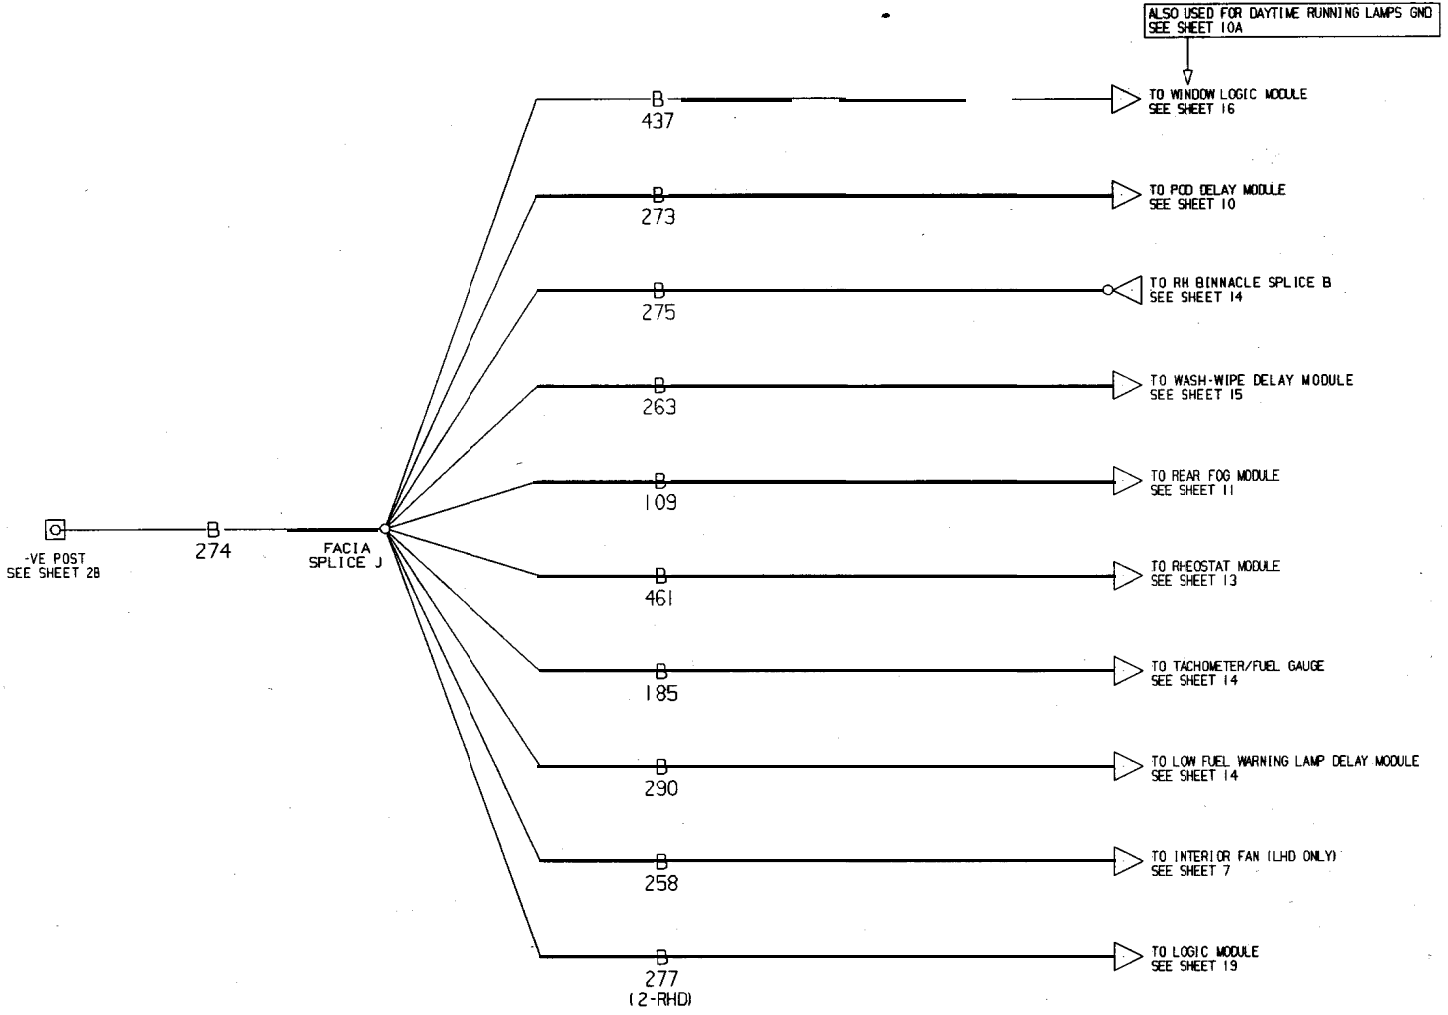 ALSO USED FOR DAYTIME RUNNING LAMPS GND
SEE SHEET 10A
B
437
TO WINDOW LOGIC MODULE
SEE SHEET 16
B
273
TO POD DELAY MODULE
SEE SHEET 10
B
275
TO RH BINNACLE SPLICE B
SEE SHEET 14
B
263
TO WASH-WIPE DELAY MODULE
SEE SHEET 15
B
109
TO REAR FOG MODULE
SEE SHEET 11
-VE POST
SEE SHEET 2B
B
274
FACIA
SPLICE J
B
461
TO RHEOSTAT MODULE
SEE SHEET 13
B
185
TO TACHOMETER/FUEL GAUGE
SEE SHEET 14
B
290
TO LOW FUEL WARNING LAMP DELAY MODULE
SEE SHEET 14
B
258
TO INTERIOR FAN (LHD ONLY)
SEE SHEET 7
B
277
(2-RHD)
TO LOGIC MODULE
SEE SHEET 19